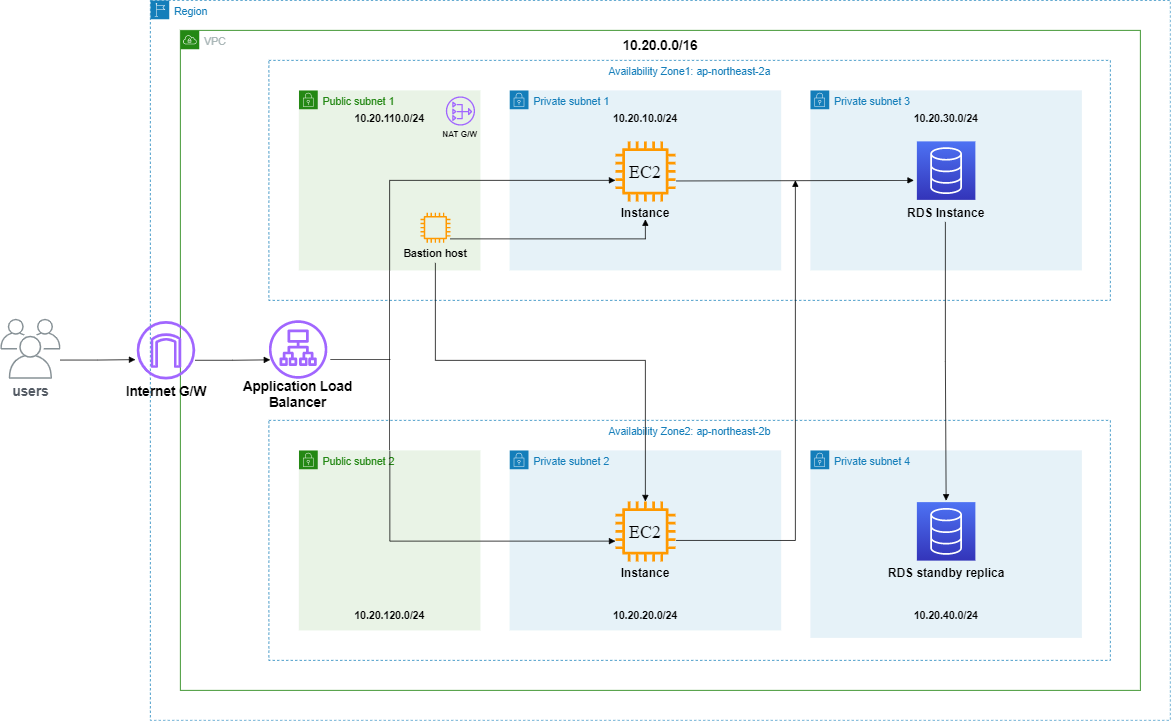 Region
VPC
10.20.0.0/16
Availability Zone1: ap-northeast-2a
Public subnet 1
10.20.110.0/24
NAT G/W
Private subnet 1
10.20.10.0/24
Private subnet 3
10.20.30.0/24
EC2
Instance
RDS Instance
Bastion host
users
Internet G/W
Application Load
Balancer
Availability Zone2: ap-northeast-2b
Public subnet 2
Private subnet 2
Private subnet 4
EC2
Instance
RDS standby replica
10.20.120.0/24
10.20.20.0/24
10.20.40.0/24